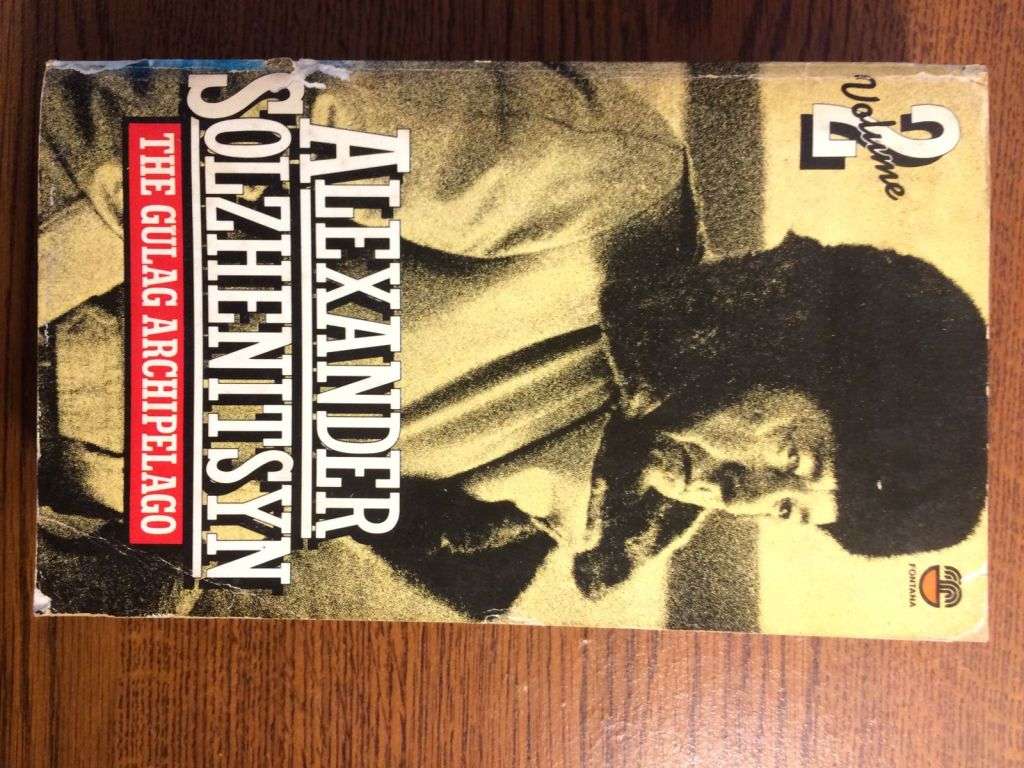 2
Volume
FONTANA
ALEXANDER
SOLZHENITSYN
THE GULAG ARCHIPELAGO